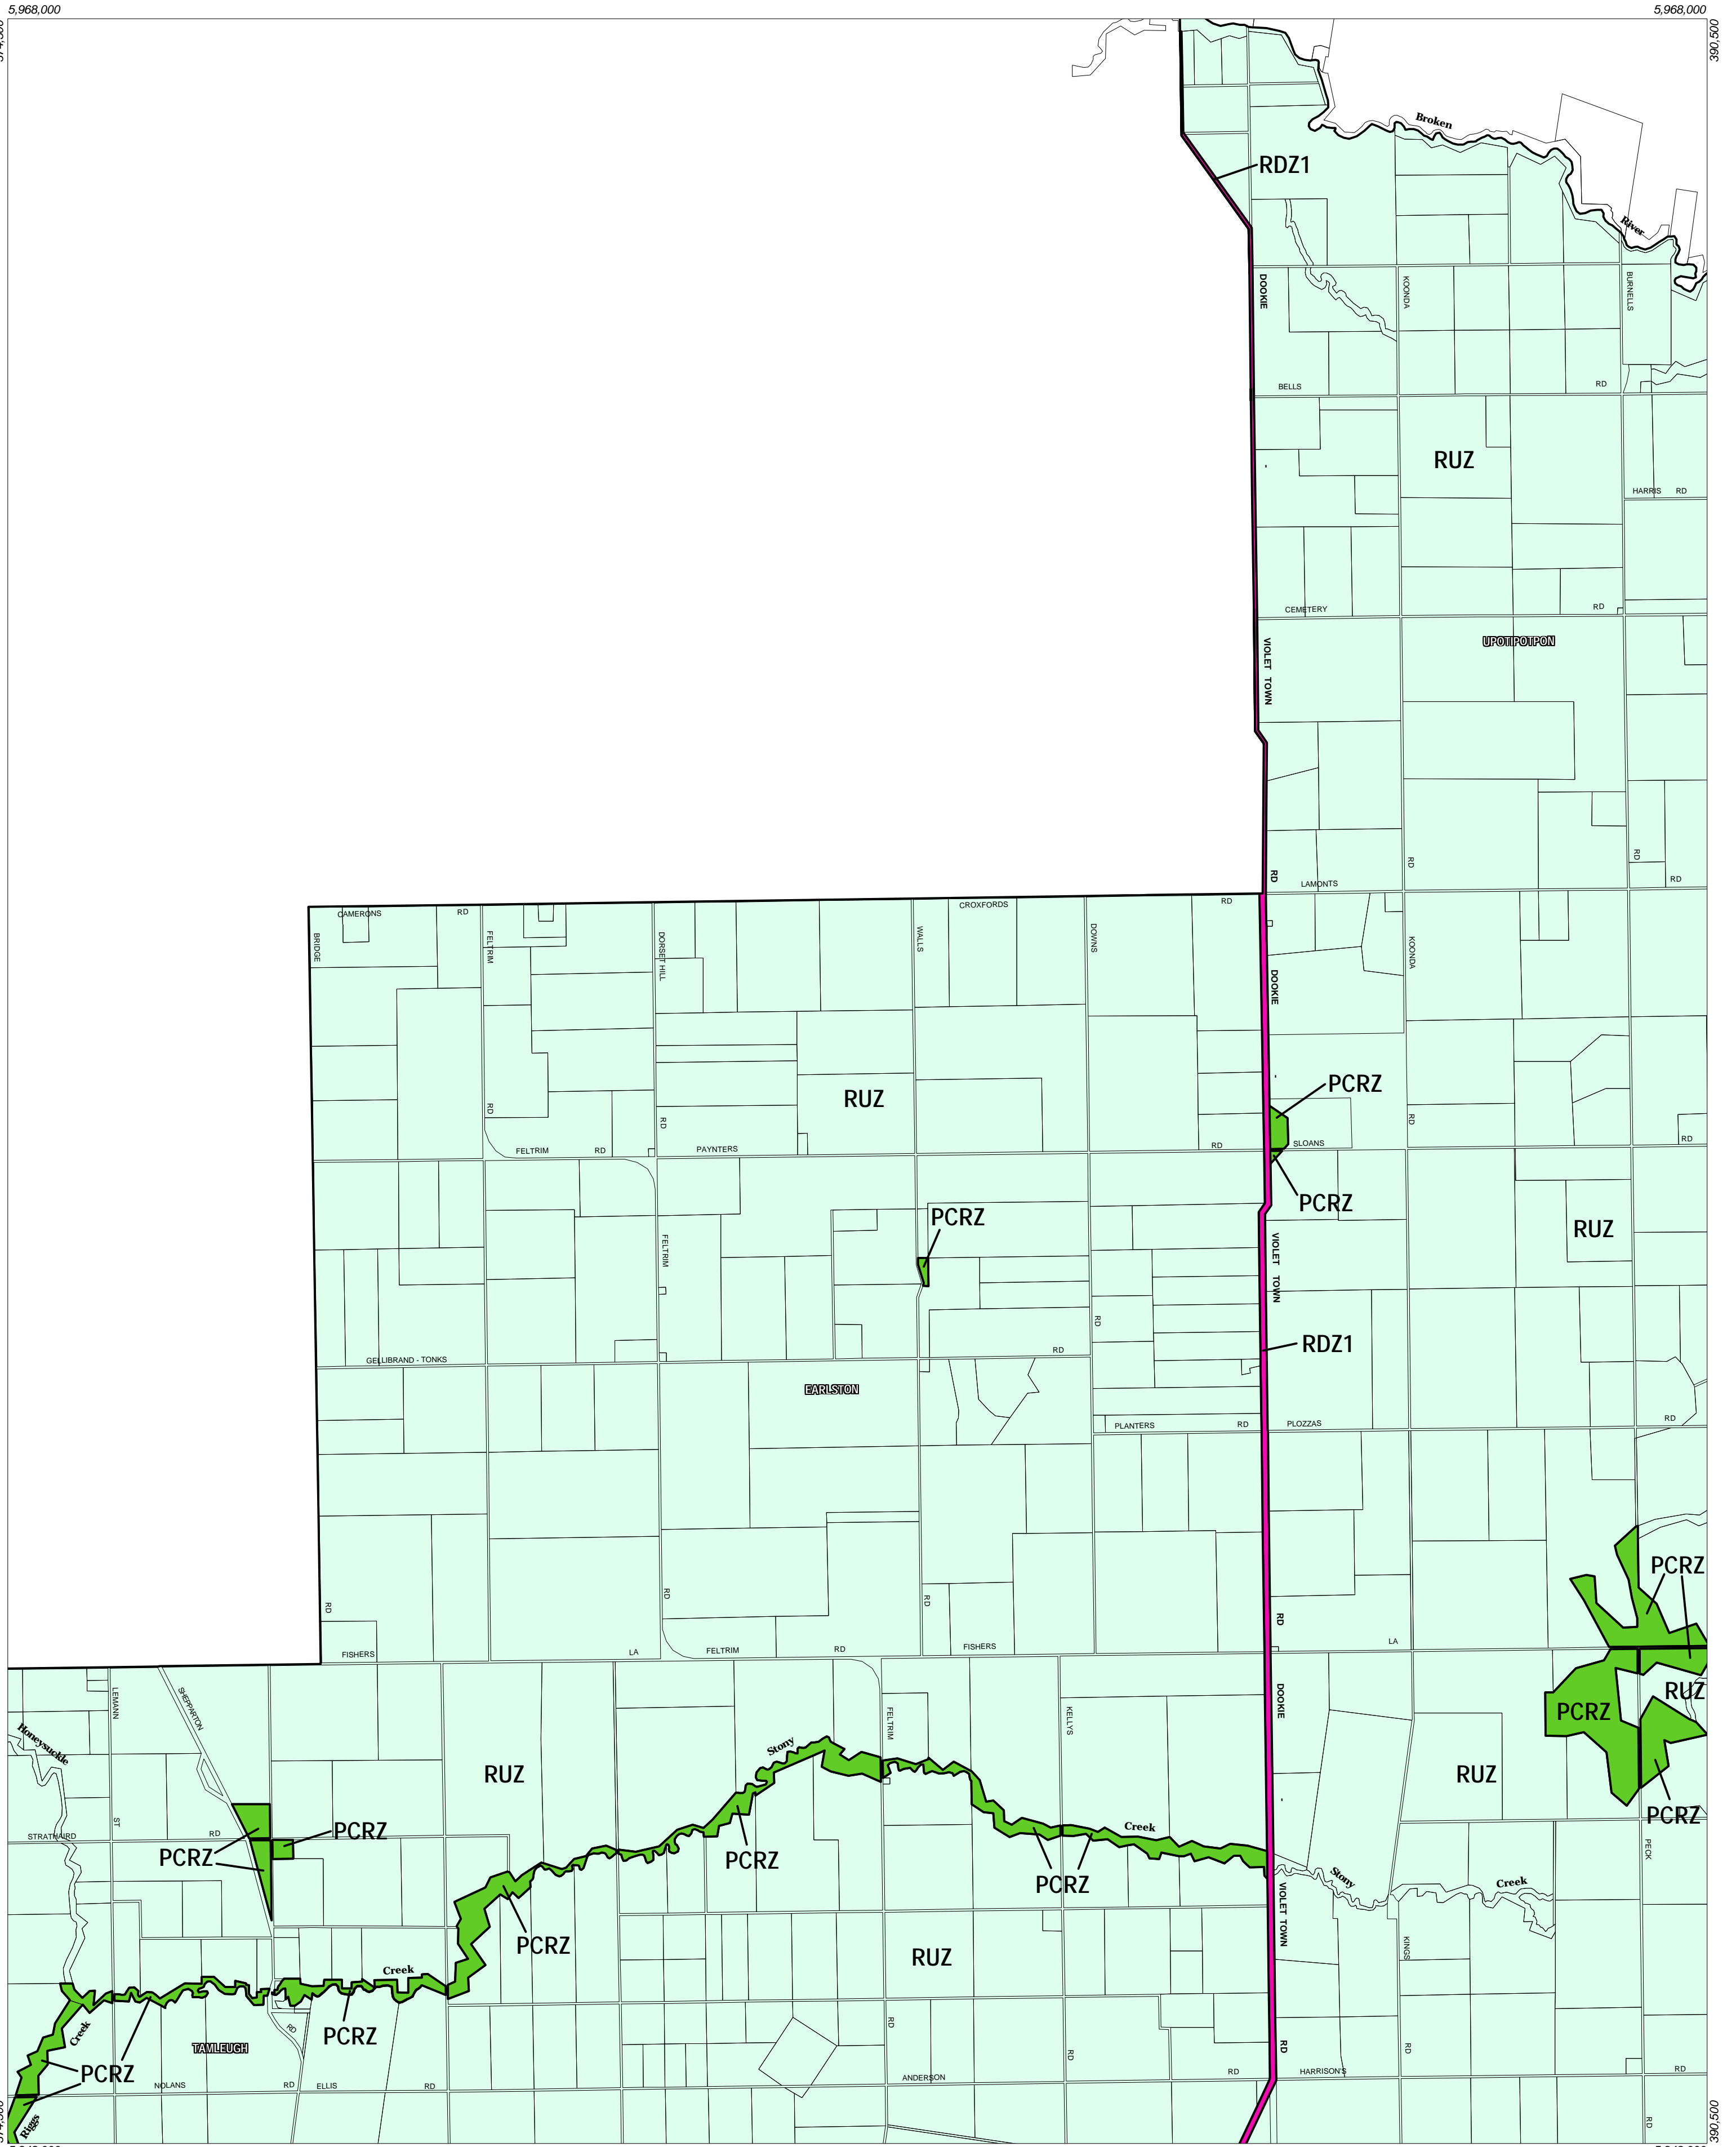 5,968,000
5,968,000
390,500
Broken
RDZ1
River
DOOKIE
KOONDA
BURNELLS
BELLS
RD
RUZ
HARRIS RD
CEMETERY
RD
UPOTIPOTPON
VIOLET TOWN
RD
RD
RD
LAMONTS
RD
CAMERONS
RD
CROXFORDS
RD
BRIDGE
FELTRIM
DORSET HILL
WALLS
DOWNS
DOOKIE
KOONDA
RUZ
PCRZ
RD
RD
RD
FELTRIM
RD
PAYNTERS
RD
SLOANS
RD
PCRZ
PCRZ
RUZ
FELTRIM
VIOLET TOWN
RD
RDZ1
GELLIBRAND - TONKS
RD
EARLSTON
PLANTERS
RD
PLOZZAS
RD
PCRZ
RD
RD
RD
RD
FISHERS
LA
FELTRIM
RD
FISHERS
LA
LEMANN
SHEPPARTON
FELTRIM
KELLYS
DOOKIE
RUZ
PCRZ
Honeysuckle
Stony
RUZ
RUZ
PCRZ
ST
STRATHAIRD
RD
PCRZ
PCRZ
PCRZ
Creek
PCRZ
PECK
Stony
Creek
VIOLET TOWN
KINGS
PCRZ
RUZ
Creek
PCRZ
RD
Creek
TAMLEUGH
PCRZ
RD
RD
RD
RD
NOLANS
RD
ELLIS
RD
ANDERSON
RD
HARRISON'S
RD
Riggs
RD
390,500